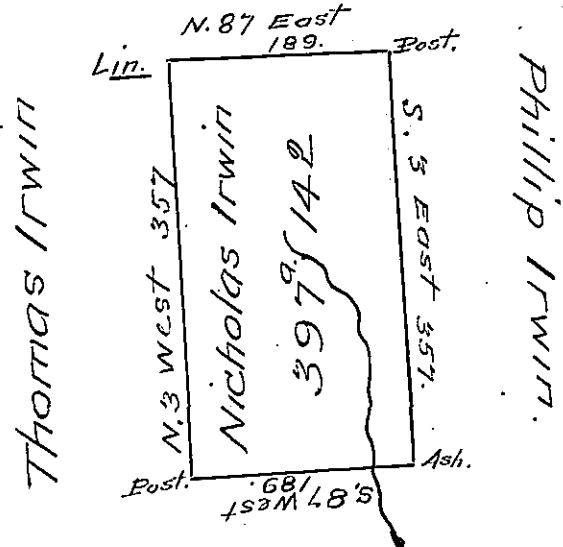 N. 87 East
189.
Lin.
Post.
Thomas Irwin
N. 3 West 357
Nicholas Irwin
397 a. 142
S. 3 East 357.
Phillip Irwin.
Post.
S. 87 West
189.
Ash.